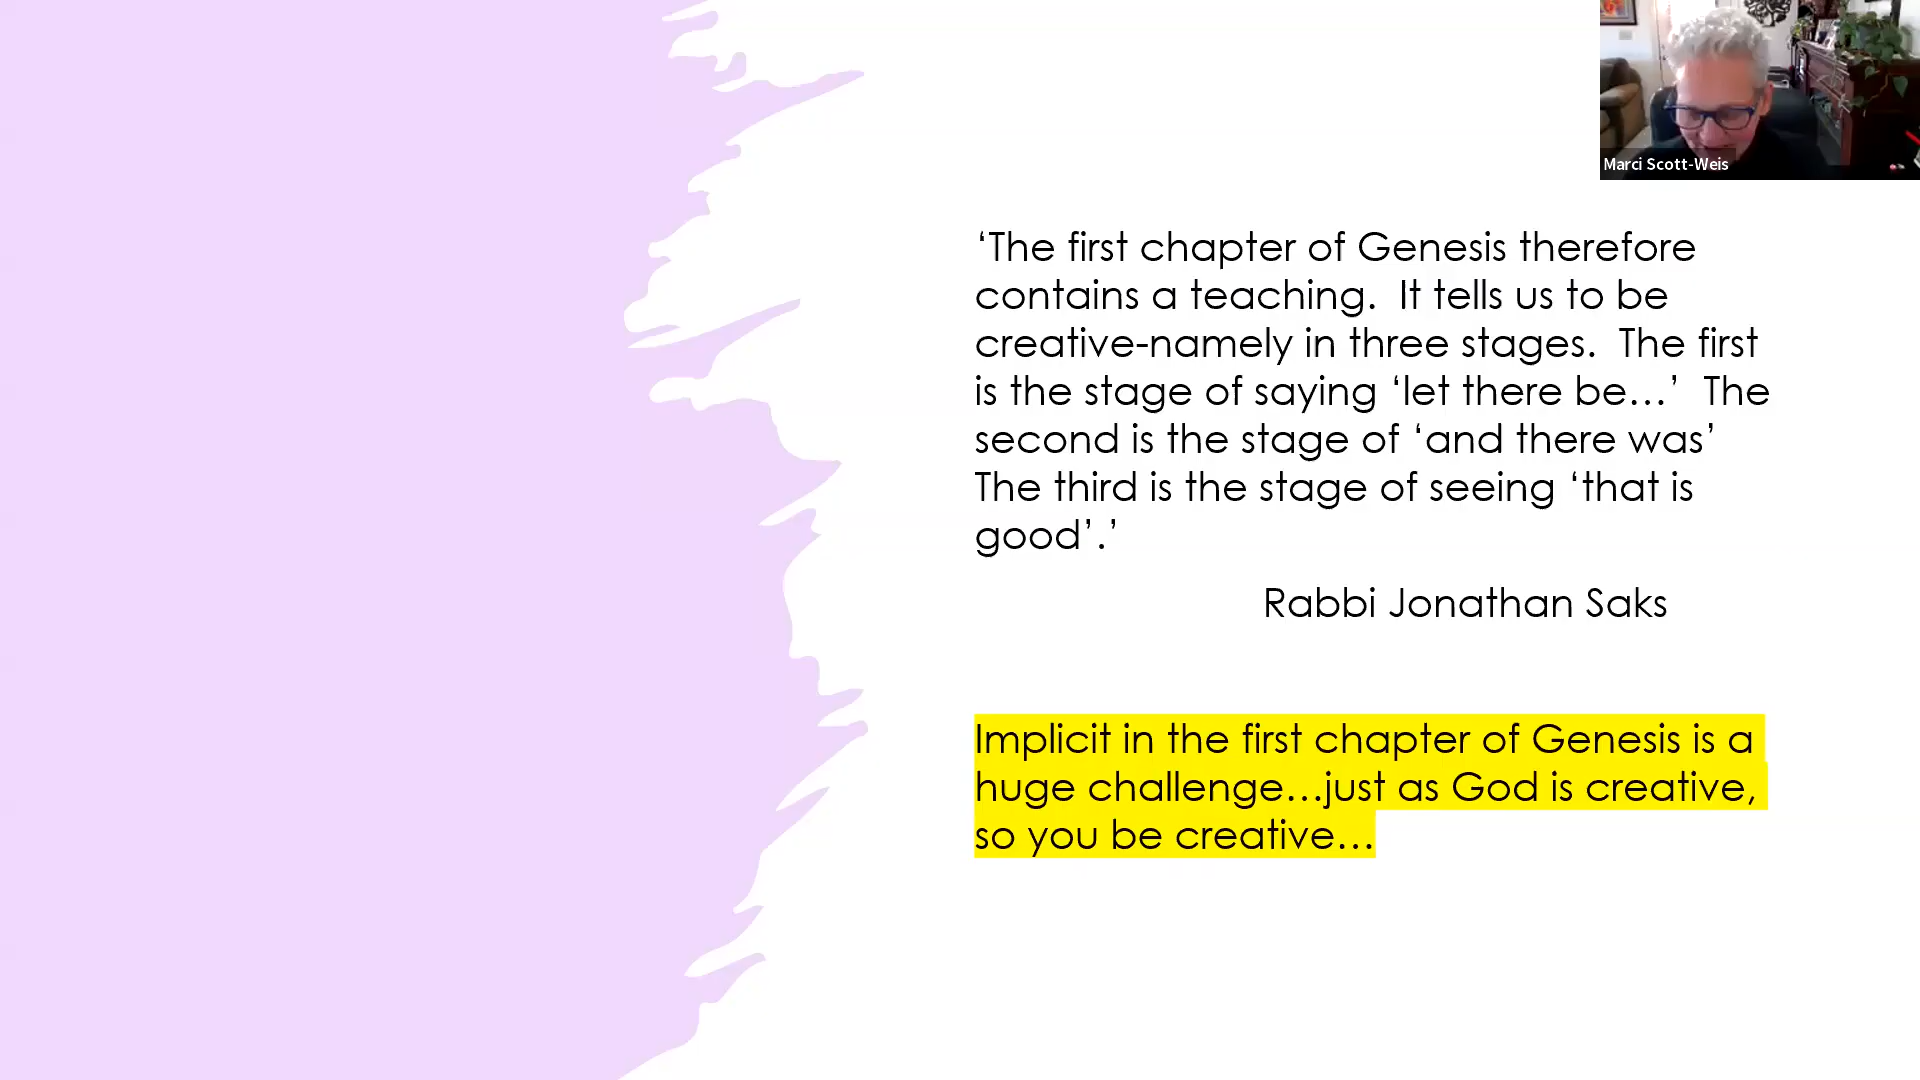 Marci Scott-Weis
‘The first chapter of Genesis therefore
contains a teaching.  It tells us to be
creative-namely in three stages.  The first
is the stage of saying ‘let there be…’  The
second is the stage of ‘and there was’
The third is the stage of seeing ‘that is
good’.’
Rabbi Jonathan Saks
Implicit in the first chapter of Genesis is a
huge challenge…just as God is creative,
so you be creative…